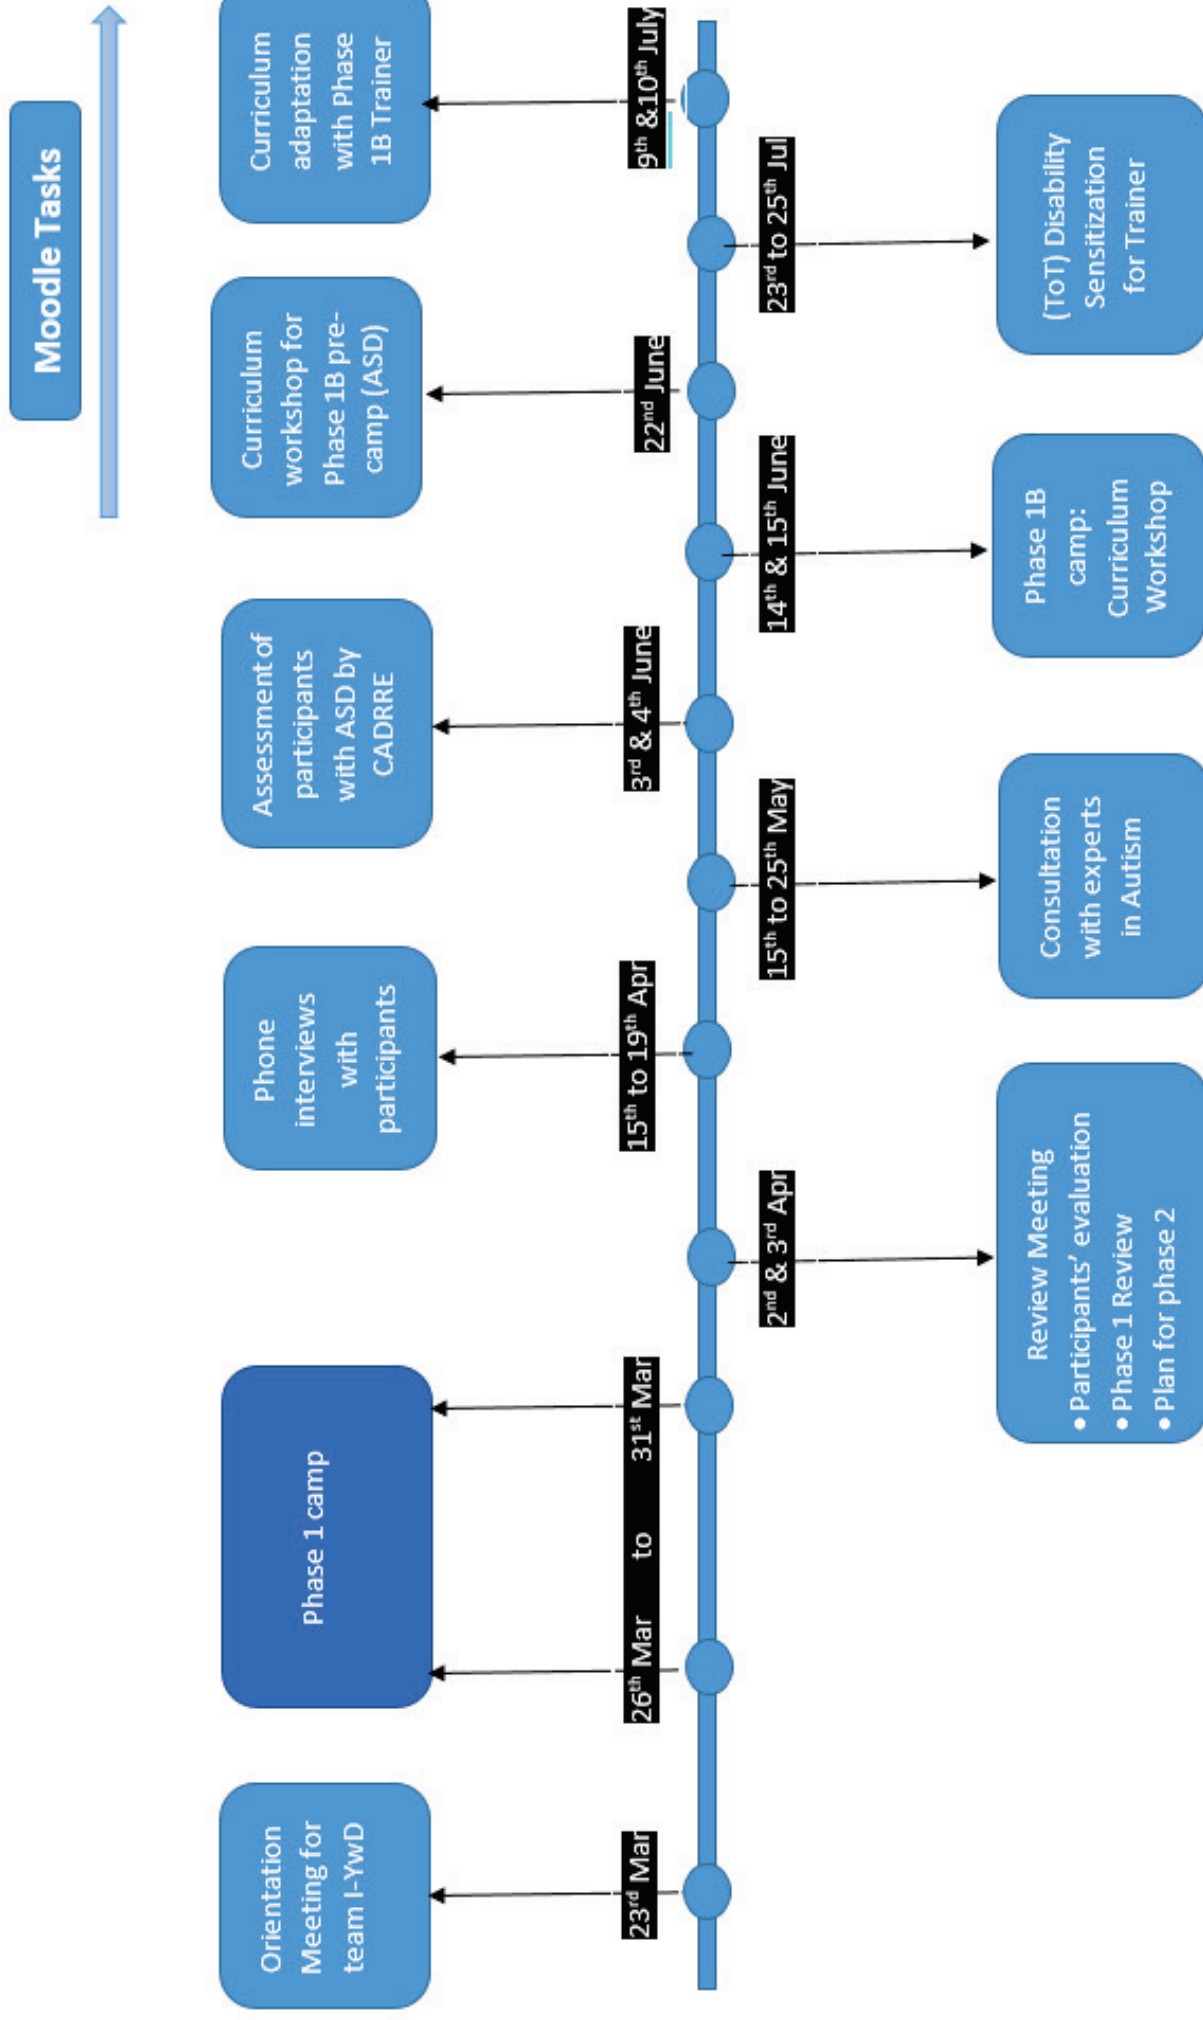 Moodle Tasks
Orientation
Meeting for
team I-YwD
Phase 1 camp
Phone
interviews
with
participants
Assessment of
participants
with ASD by
CADRRE
Curriculum
workshop for
Phase 1B pre-
camp (ASD)
Curriculum
adaptation
with Phase
1B Trainer
23rd Mar
26th Mar to 31st Mar
15th to 19th Apr
3rd & 4th June
22nd June
9th &10th July
2nd & 3rd Apr
15th to 25th May
14th & 15th June
23rd to 25th Jul
Review Meeting
• Participants’ evaluation
• Phase 1 Review
• Plan for phase 2
Consultation
with experts
in Autism
Phase 1B
camp:
Curriculum
Workshop
(ToT) Disability
Sensitization
for Trainer